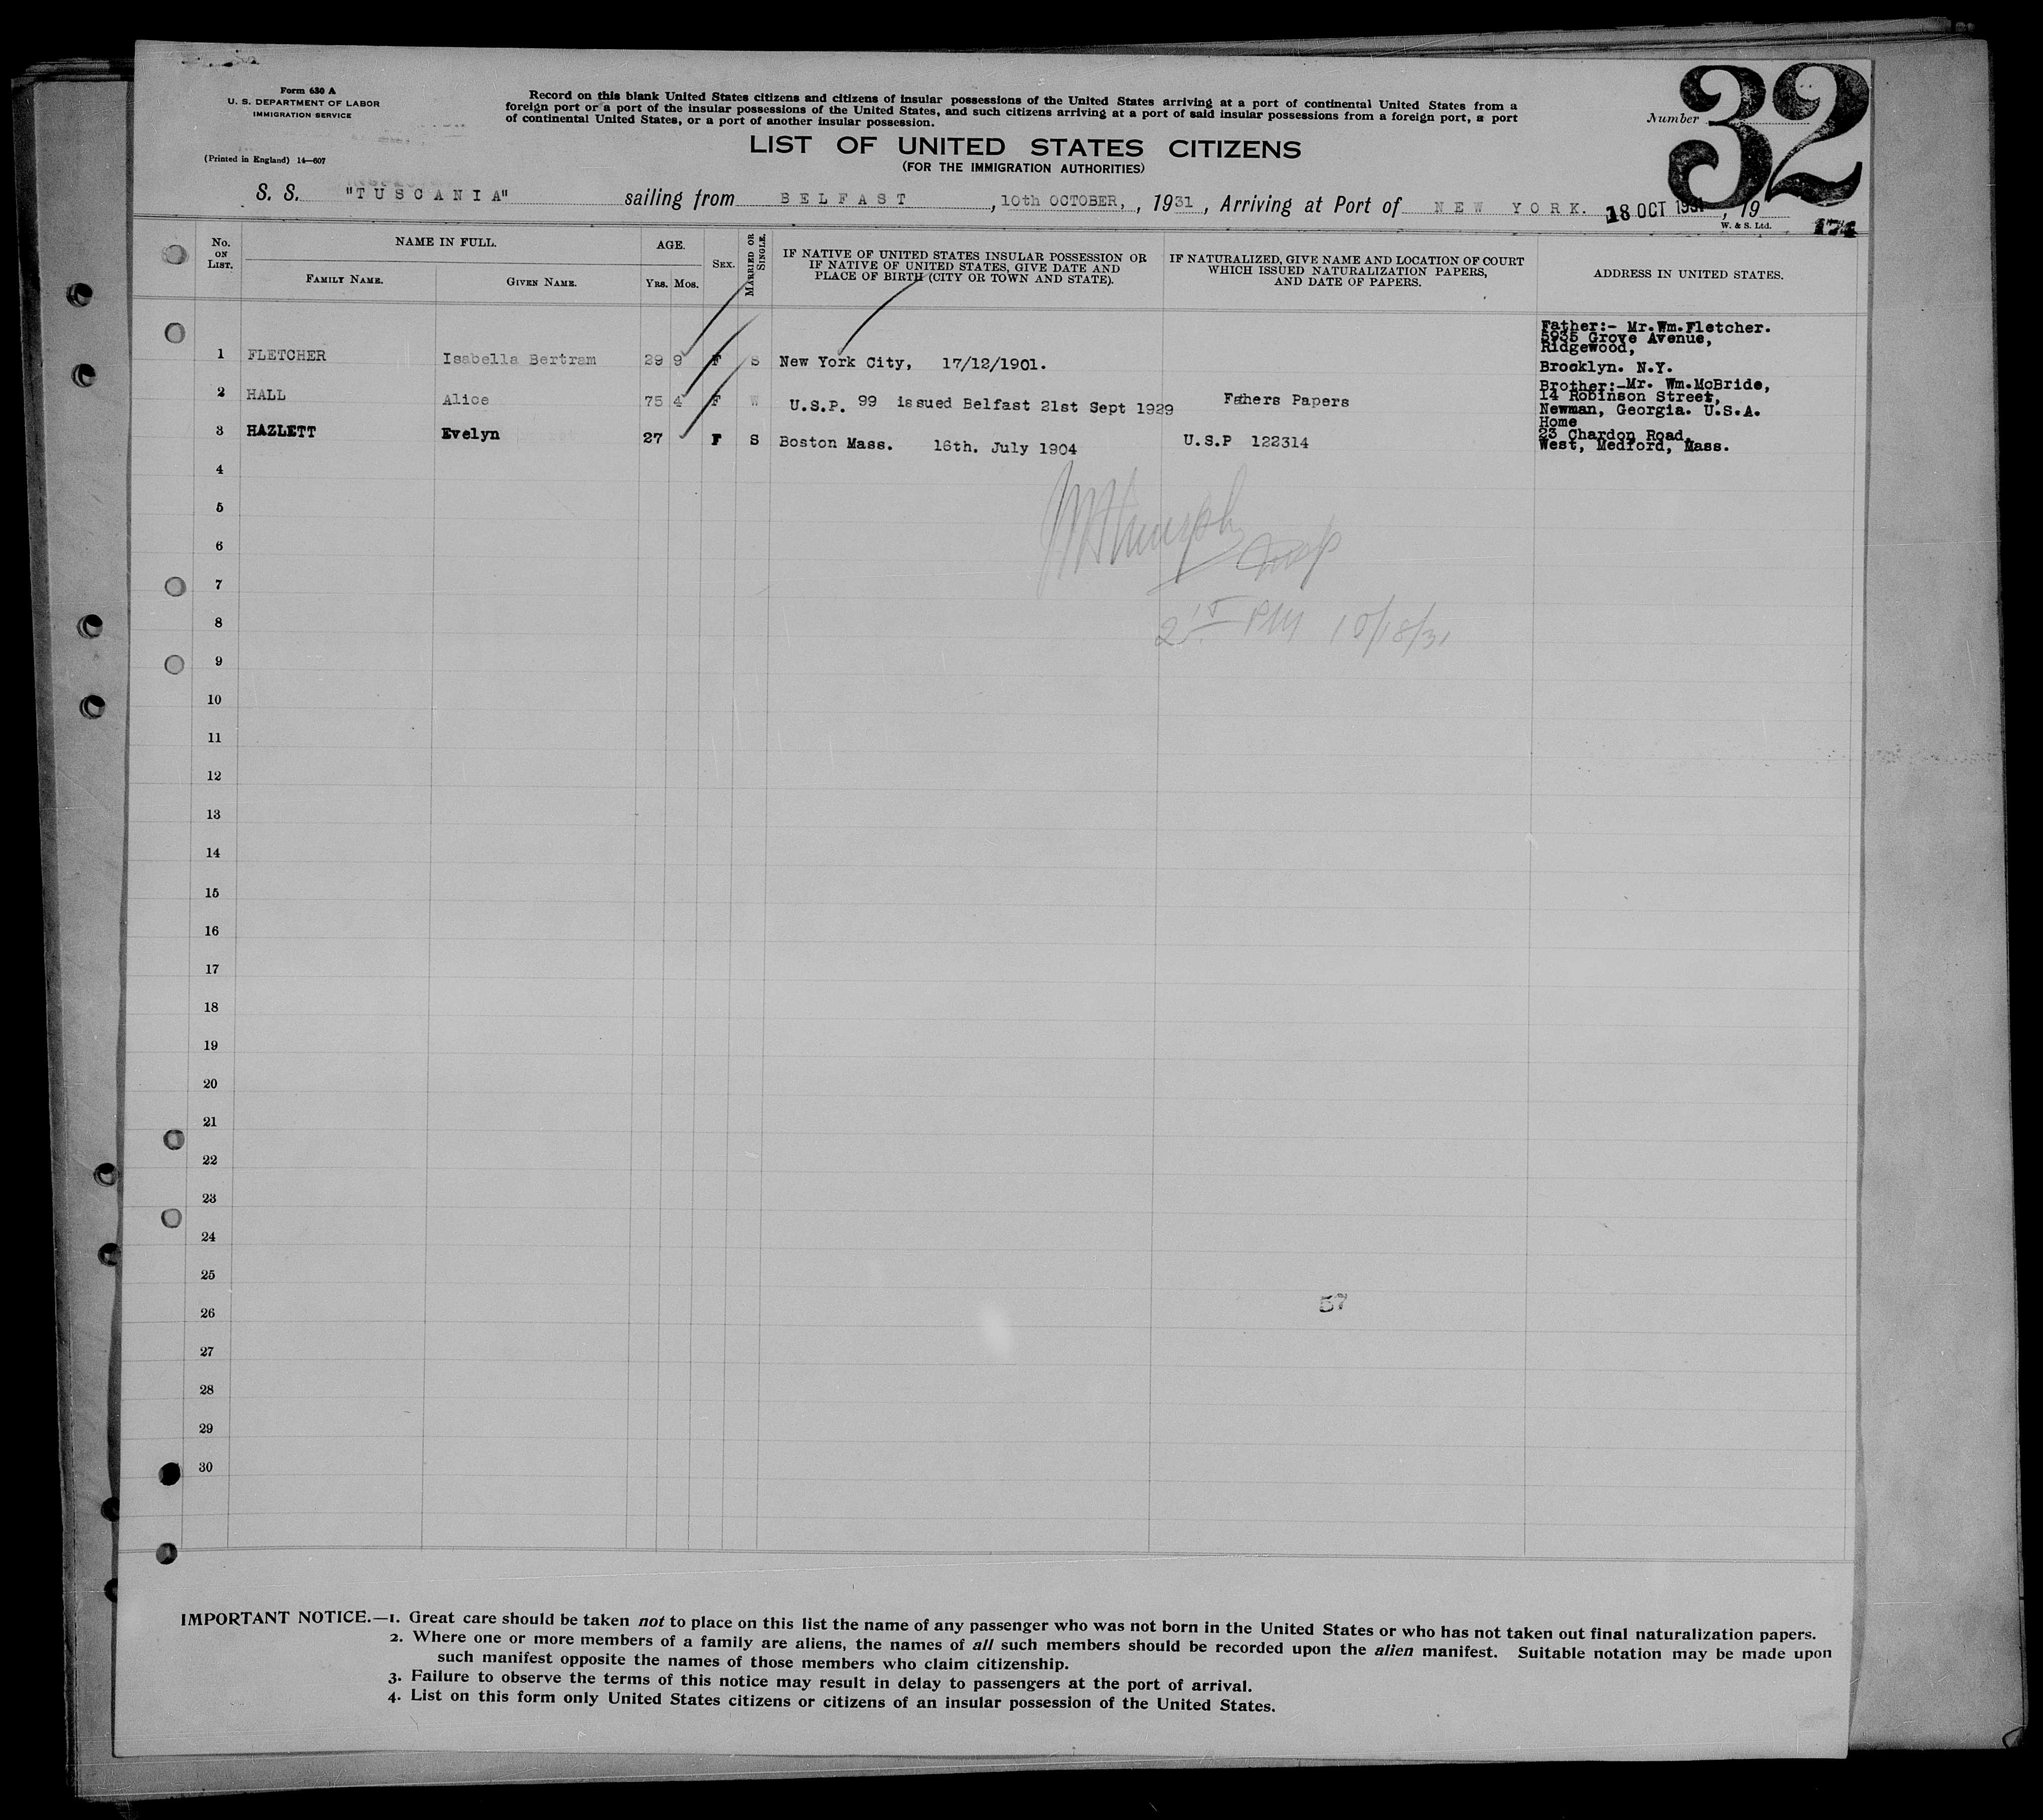 Form 630 A
U. S. DEPARTMENT OF LABOR
IMMIGRATION SERVICE
(Printed in England) 14—607
Record on this blank United States citizens and citizens of insular possessions of the United States arriving at a port of continental United States from a
foreign port or a port of the insular possessions of the United States, and such citizens arriving at a port of said insular possessions from a foreign port, a port
of continental United States, or a port of another insular possession.
Number 32
LIST OF UNITED STATES CITIZENS
(FOR THE IMMIGRATION AUTHORITIES)
S. S. "TUSCANIA" sailing from BELFAST, 10th OCTOBER, , 1931, Arriving at Port of NEW YORK. 18 OCT 1931, 19
W. & S. Ltd. 174
No. ON LIST.
NAME IN FULL.
FAMILY NAME. GIVEN NAME.
AGE.
YRS. MOS.
SEX.
MARRIED OR SINGLE.
IF NATIVE OF UNITED STATES INSULAR POSSESSION OR
IF NATIVE OF UNITED STATES, GIVE DATE AND
PLACE OF BIRTH (CITY OR TOWN AND STATE).
IF NATURALIZED, GIVE NAME AND LOCATION OF COURT
WHICH ISSUED NATURALIZATION PAPERS,
AND DATE OF PAPERS.
ADDRESS IN UNITED STATES.
1 FLETCHER Isabella Bertram 29 9 F S New York City, 17/12/1901.
Father:- Mr.Wm.Fletcher.
5935 Grove Avenue,
Ridgewood,
Brooklyn. N.Y.
2 HALL Alice 75 4 F W U.S.P. 99 issued Belfast 21st Sept 1929 Fahers Papers
Brother:-Mr. Wm.McBride,
14 Robinson Street,
Newman, Georgia. U.S.A.
3 HAZLETT Evelyn 27 F S Boston Mass. 16th. July 1904 U.S.P 122314
Home
23 Chardon Road,
West, Medford, Mass.
4
5
6
7
8
PM 10/18/31
9
10
11
12
13
14
15
16
17
18
19
20
21
22
23
24
25
26
57
27
28
29
30
IMPORTANT NOTICE.—1. Great care should be taken not to place on this list the name of any passenger who was not born in the United States or who has not taken out final naturalization papers.
2. Where one or more members of a family are aliens, the names of all such members should be recorded upon the alien manifest. Suitable notation may be made upon
such manifest opposite the names of those members who claim citizenship.
3. Failure to observe the terms of this notice may result in delay to passengers at the port of arrival.
4. List on this form only United States citizens or citizens of an insular possession of the United States.